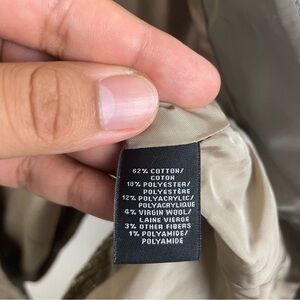 62% COTTON/
COTON
18% POLYESTER/
POLYESTÈRE
12% POLYACRYLIC/
POLYACRYLIQUE
4% VIRGIN WOOL/
LAINE VIERGE
3% OTHER FIBERS
1% POLYAMIDE/
POLYAMIDE